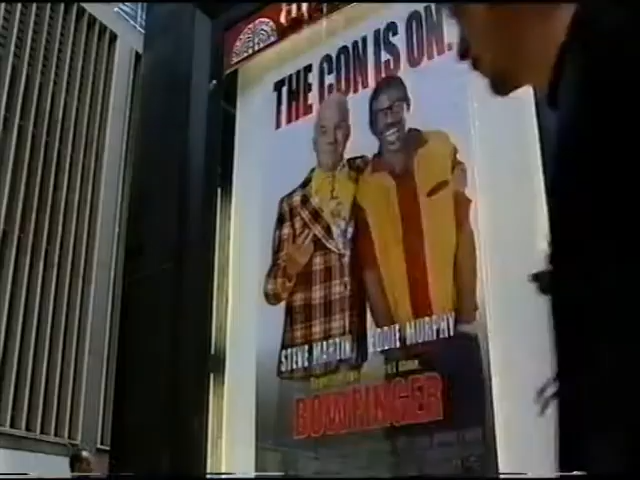 THE CON IS ON.
STEVE MARTIN EDDIE MURPHY
BOWFINGER